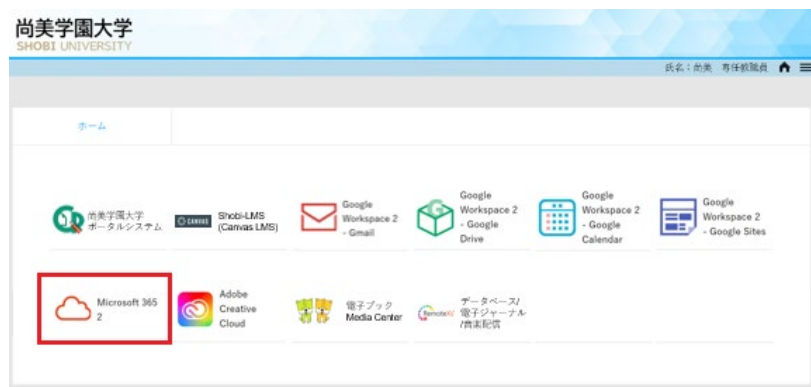 尚美学園大学
SHOBI UNIVERSITY
氏名：尚美 専任教職員
ホーム
尚美学園大学
ポータルシステム
CANVAS
Shobi-LMS
(Canvas LMS)
Google
Workspace 2
- Gmail
Google
Workspace 2
- Google
Drive
Google
Workspace 2
- Google
Calendar
Google
Workspace 2
- Google Sites
Microsoft 365
2
Adobe
Creative
Cloud
電子ブック
Media Center
データベース/
電子ジャーナル
/音楽配信